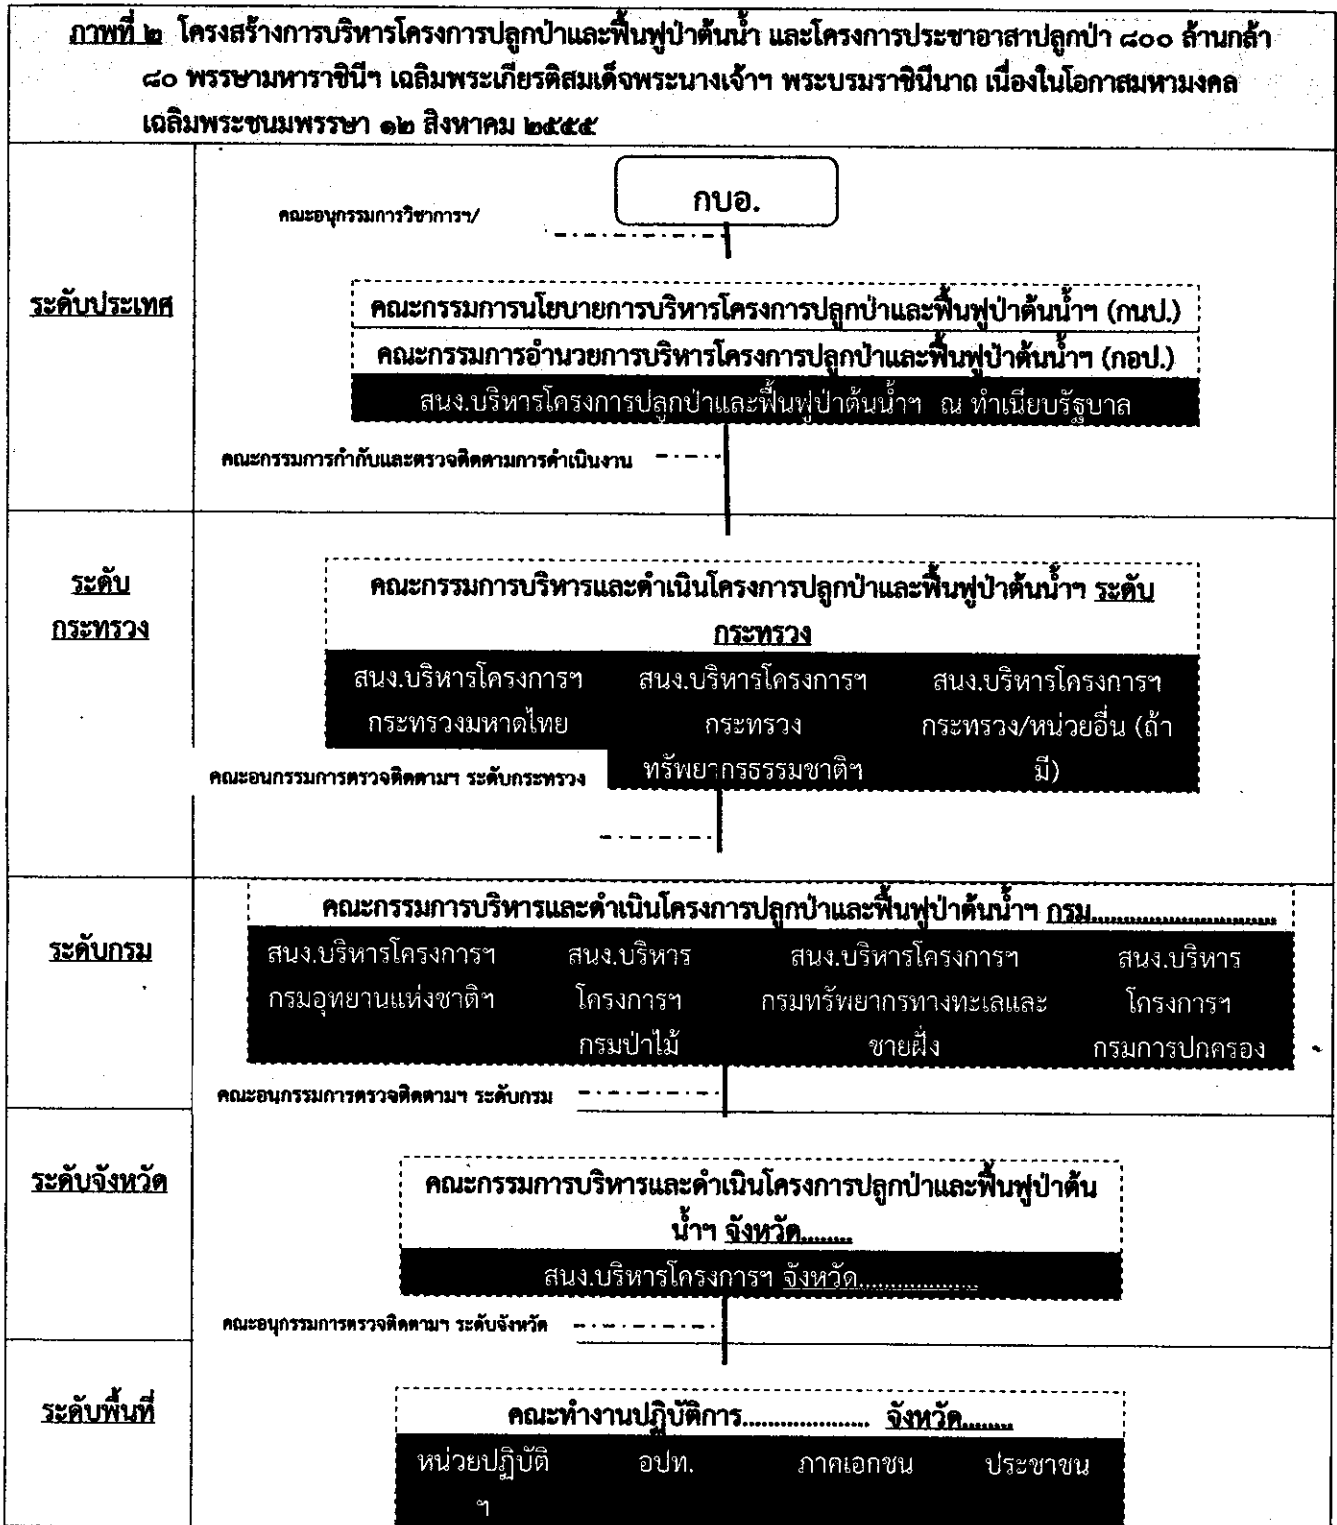 ภาพที่ ๒ โครงสร้างการบริหารโครงการปลูกป่าและฟื้นฟูป่าต้นน้ำ และโครงการประชาอาสาปลูกป่า ๘๐๐ ล้านกล้า
๘๐ พรรษามหาราชินีฯ เฉลิมพระเกียรติสมเด็จพระนางเจ้าฯ พระบรมราชินีนาถ เนื่องในโอกาสมหามงคล
เฉลิมพระชนมพรรษา ๑๒ สิงหาคม ๒๕๕๕
กบอ.
คณะอนุกรรมการวิชาการฯ/
ระดับประเทศ
คณะกรรมการนโยบายการบริหารโครงการปลูกป่าและฟื้นฟูป่าต้นน้ำฯ (กนป.)
คณะกรรมการอำนวยการบริหารโครงการปลูกป่าและฟื้นฟูป่าต้นน้ำฯ (กอป.)
สนง.บริหารโครงการปลูกป่าและฟื้นฟูป่าต้นน้ำฯ ณ ทำเนียบรัฐบาล
คณะกรรมการกำกับและตรวจติดตามการดำเนินงาน
ระดับ
กระทรวง
คณะกรรมการบริหารและดำเนินโครงการปลูกป่าและฟื้นฟูป่าต้นน้ำฯ ระดับ
กระทรวง
สนง.บริหารโครงการฯ สนง.บริหารโครงการฯ สนง.บริหารโครงการฯ
กระทรวงมหาดไทย กระทรวง กระทรวง/หน่วยอื่น (ถ้า
ทรัพยากรธรรมชาติฯ มี)
คณะอนกรรมการตรวจติดตามฯ ระดับกระทรวง
ระดับกรม
คณะกรรมการบริหารและดำเนินโครงการปลูกป่าและฟื้นฟูป่าต้นน้ำฯ กรม............................
สนง.บริหารโครงการฯ สนง.บริหาร สนง.บริหารโครงการฯ สนง.บริหาร
กรมอุทยานแห่งชาติฯ โครงการฯ กรมทรัพยากรทางทะเลและ โครงการฯ
กรมป่าไม้ ชายฝั่ง กรมการปกครอง
คณะอนกรรมการตรวจติดตามฯ ระดับกรม
ระดับจังหวัด
คณะกรรมการบริหารและดำเนินโครงการปลูกป่าและฟื้นฟูป่าต้น
น้ำฯ จังหวัด........
สนง.บริหารโครงการฯ จังหวัด..................
คณะอนุกรรมการตรวจติดตามฯ ระดับจังหวัด
ระดับพื้นที่
คณะทำงานปฏิบัติการ.................... จังหวัด........
หน่วยปฏิบัติ อปท. ภาคเอกชน ประชาชน
ฯ